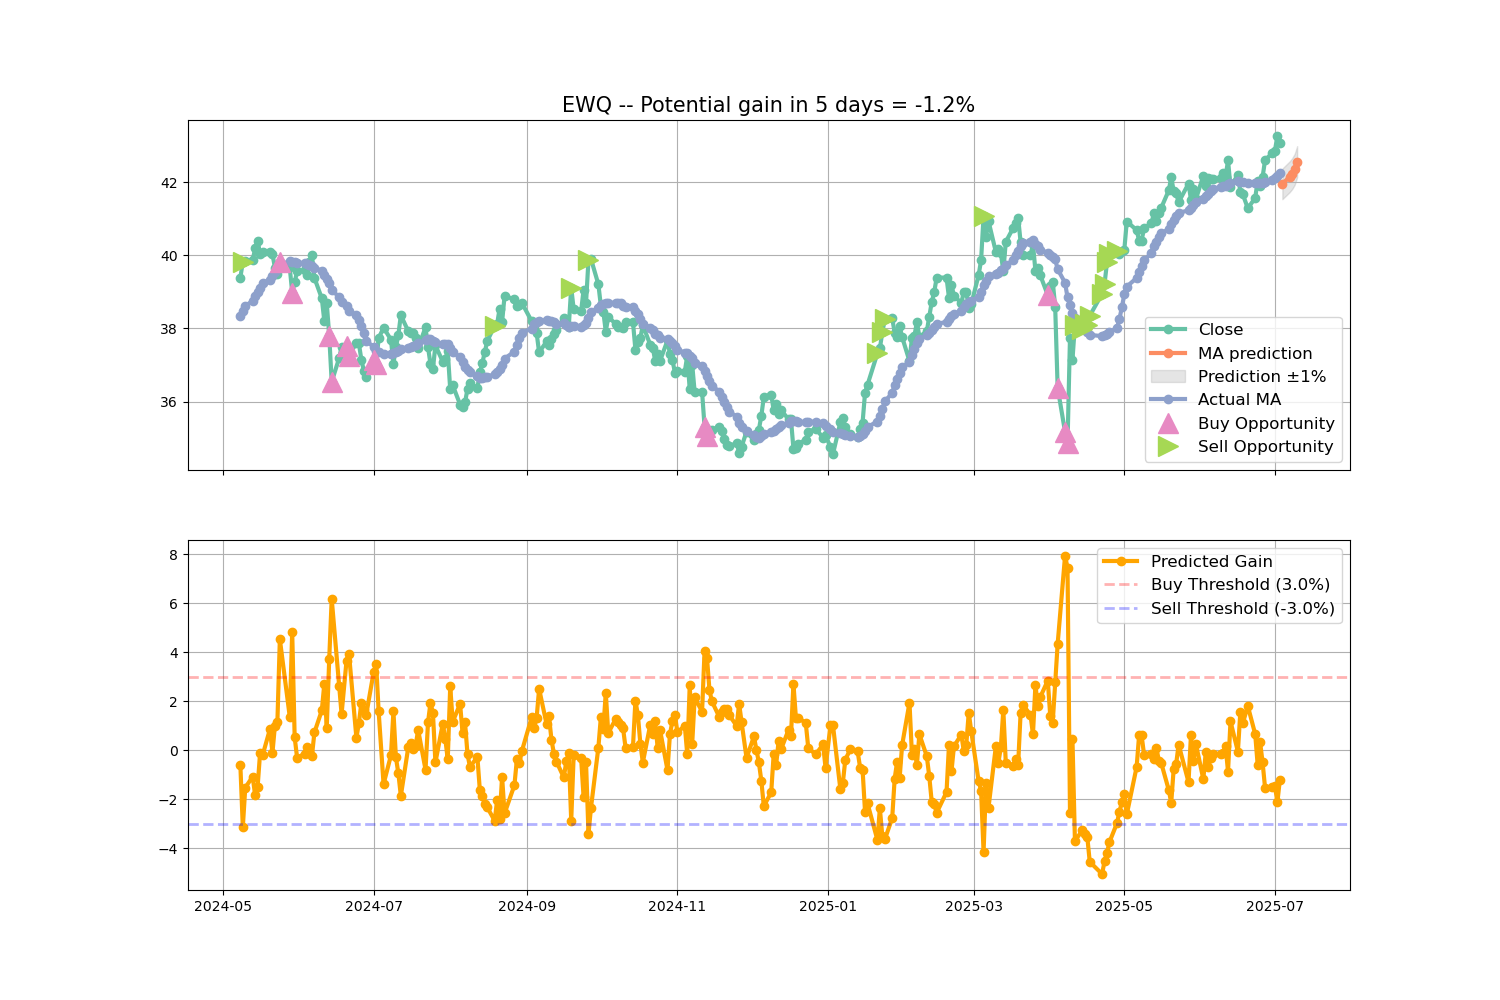 EWQ -- Potential gain in 5 days = -1.2%
42
40
38
36
Close
MA prediction
Prediction ±1%
Actual MA
Buy Opportunity
Sell Opportunity
8
6
4
2
0
−2
−4
Predicted Gain
Buy Threshold (3.0%)
Sell Threshold (-3.0%)
2024-05 2024-07 2024-09 2024-11 2025-01 2025-03 2025-05 2025-07